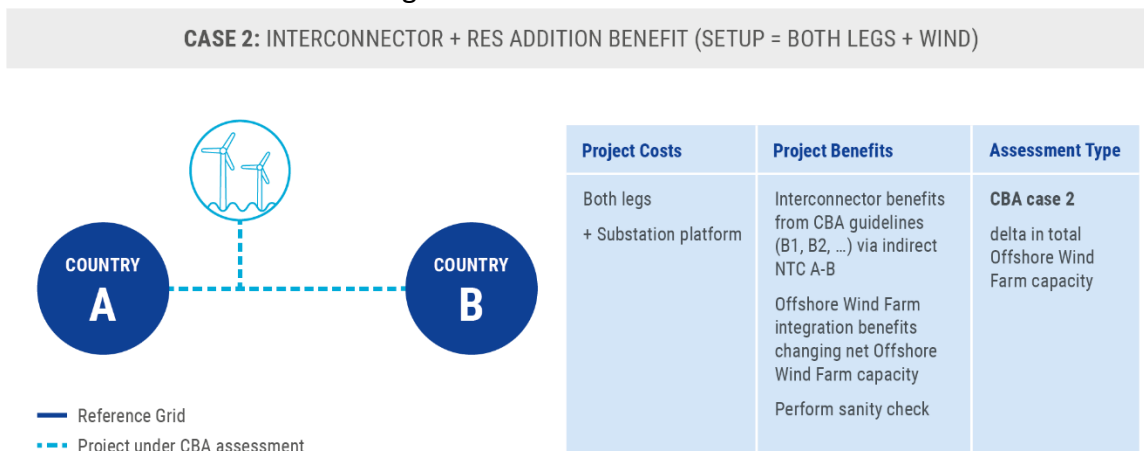 CASE 2: INTERCONNECTOR + RES ADDITION BENEFIT (SETUP = BOTH LEGS + WIND)
COUNTRY
A
COUNTRY
B
Reference Grid
Project under CBA assessment
Project Costs
Project Benefits
Assessment Type
Both legs
+ Substation platform
Interconnector benefits
from CBA guidelines
(B1, B2, ...) via indirect
NTC A-B
Offshore Wind Farm
integration benefits
changing net Offshore
Wind Farm capacity
Perform sanity check
CBA case 2
delta in total
Offshore Wind
Farm capacity